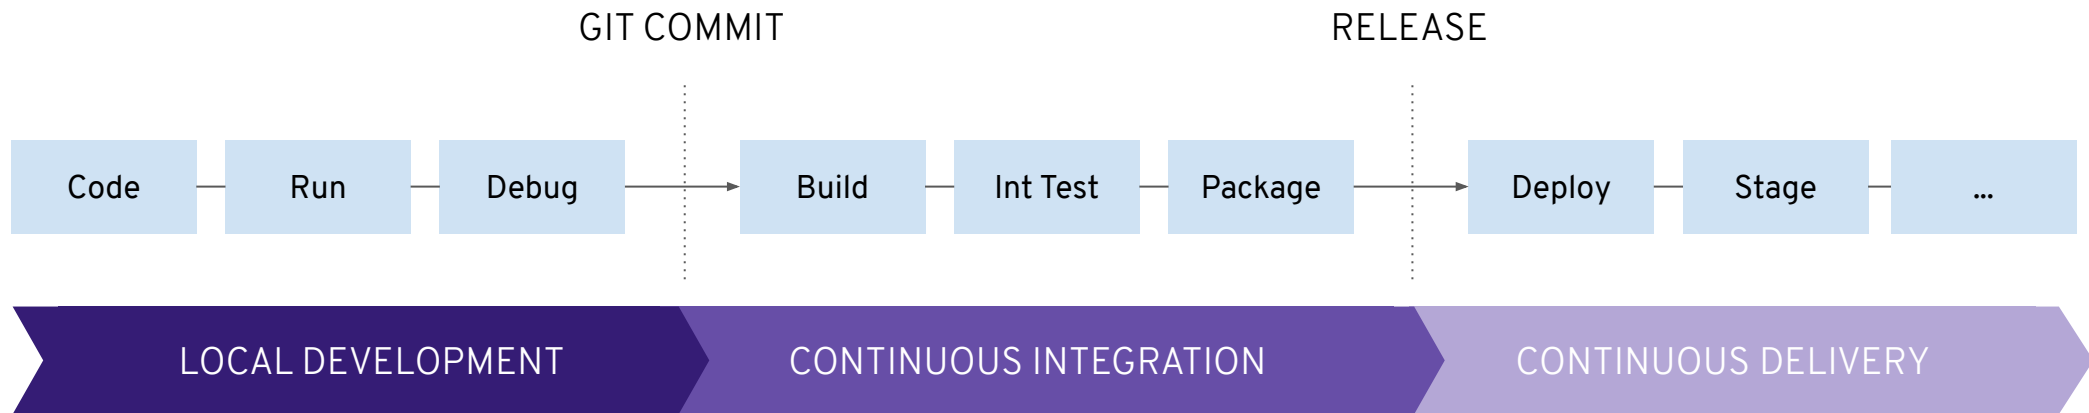 GIT COMMIT
RELEASE
Code
Run
Debug
Build
Int Test
Package
Deploy
Stage
...
LOCAL DEVELOPMENT
CONTINUOUS INTEGRATION
CONTINUOUS DELIVERY